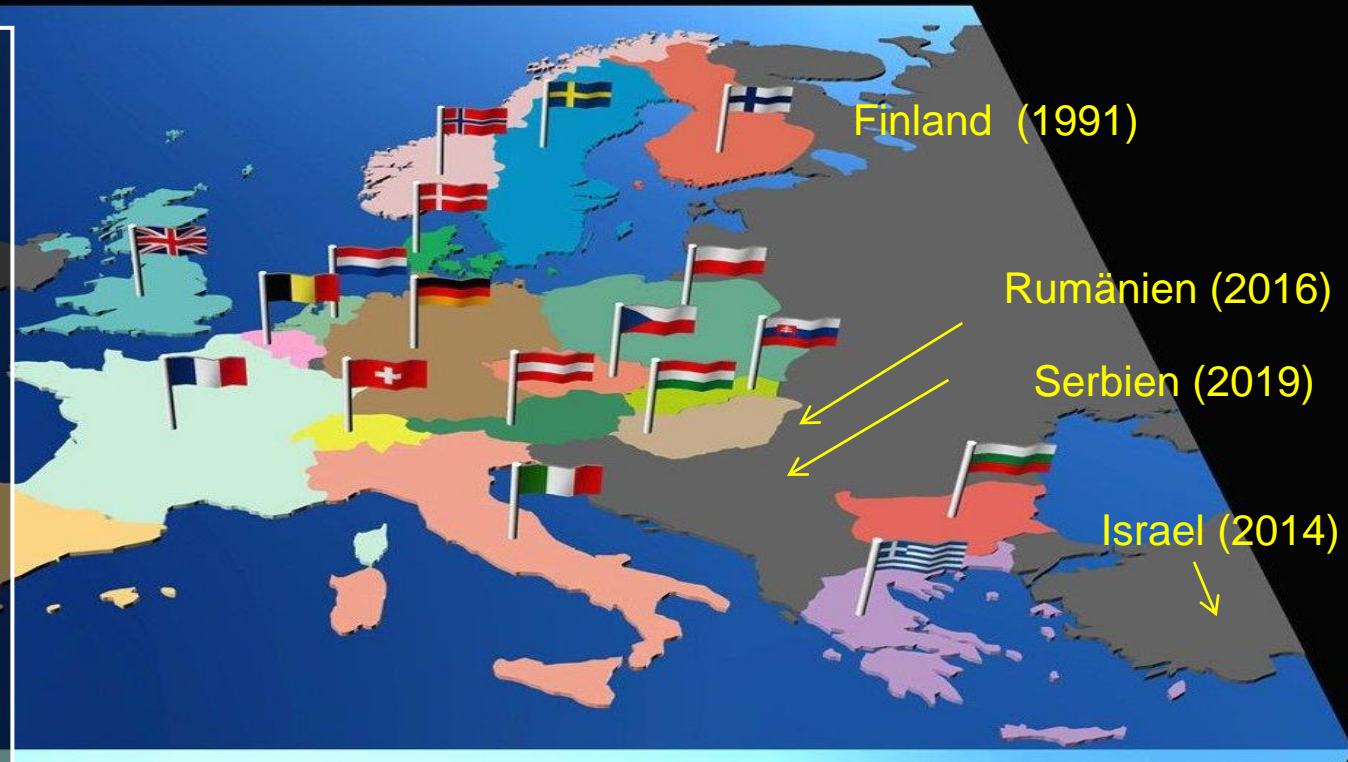 Finland (1991)
Rumänien (2016)
Serbien (2019)
Israel (2014)